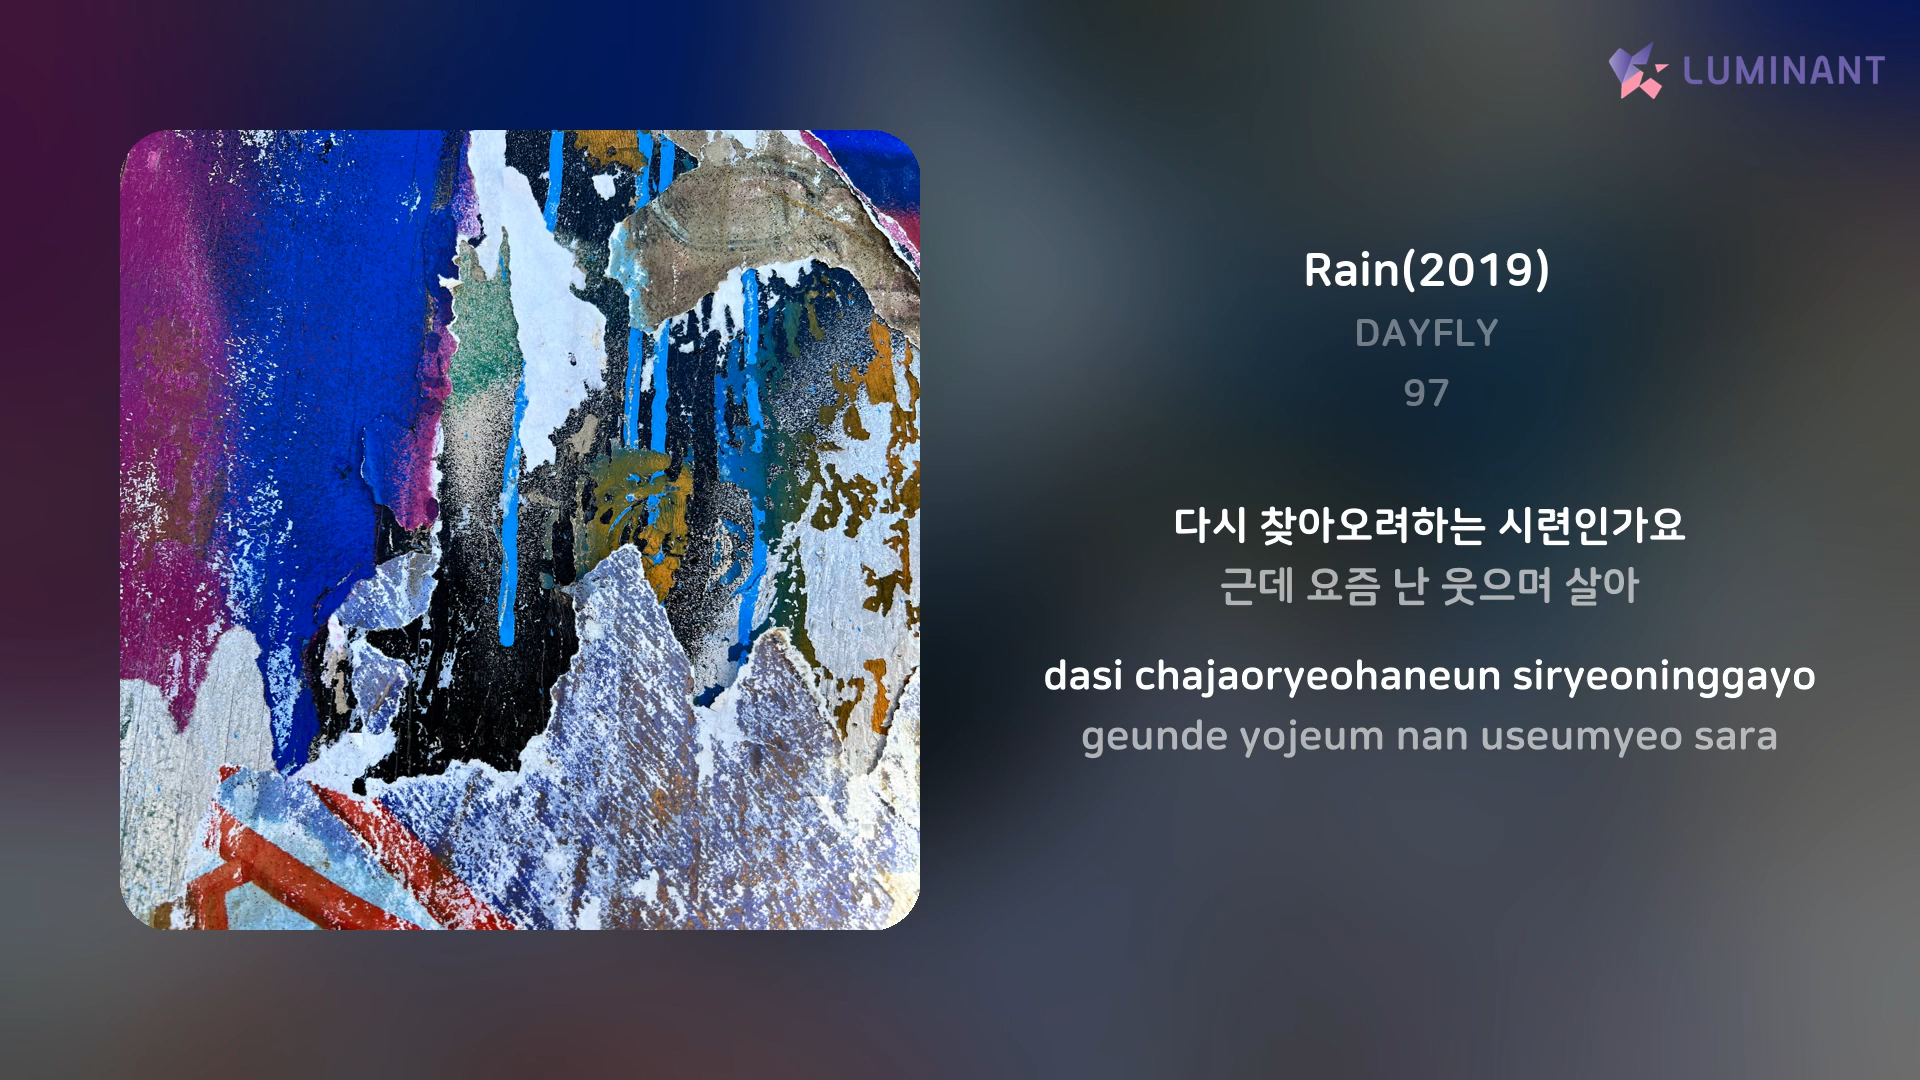 LUMINANT
Rain(2019)
DAYFLY
97
다시 찾아오려하는 시련인가요
근데 요즘 난 웃으며 살아
dasi chajaoryeohaneun siryeoninggayo
geunde yojeum nan useumyeo sara